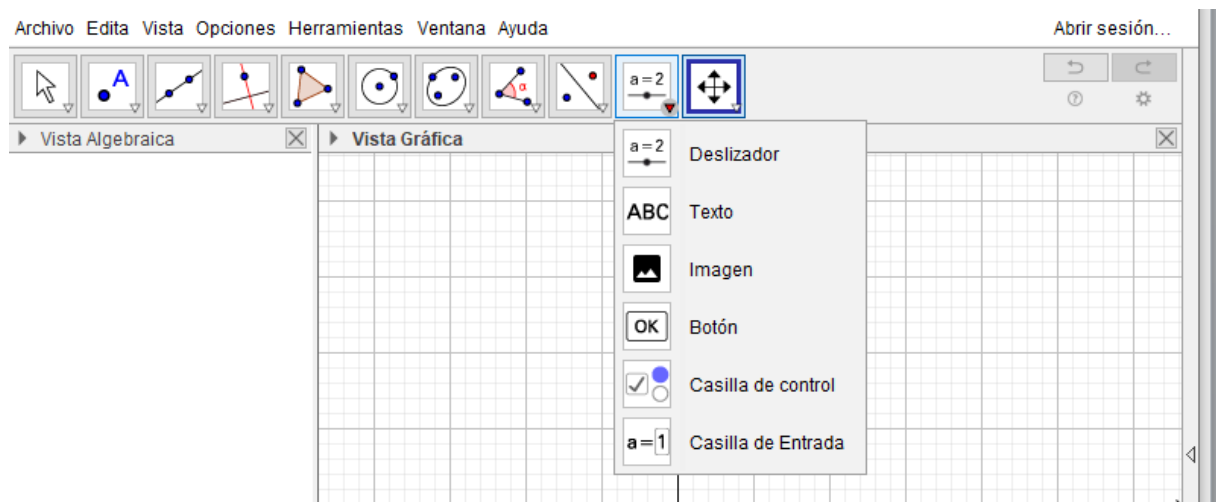 Archivo Edita Vista Opciones Herramientas Ventana Ayuda Abrir sesión...
A α a=2
Vista Algebraica Vista Gráfica
a=2 Deslizador
ABC Texto
Imagen
OK Botón
Casilla de control
a=1 Casilla de Entrada